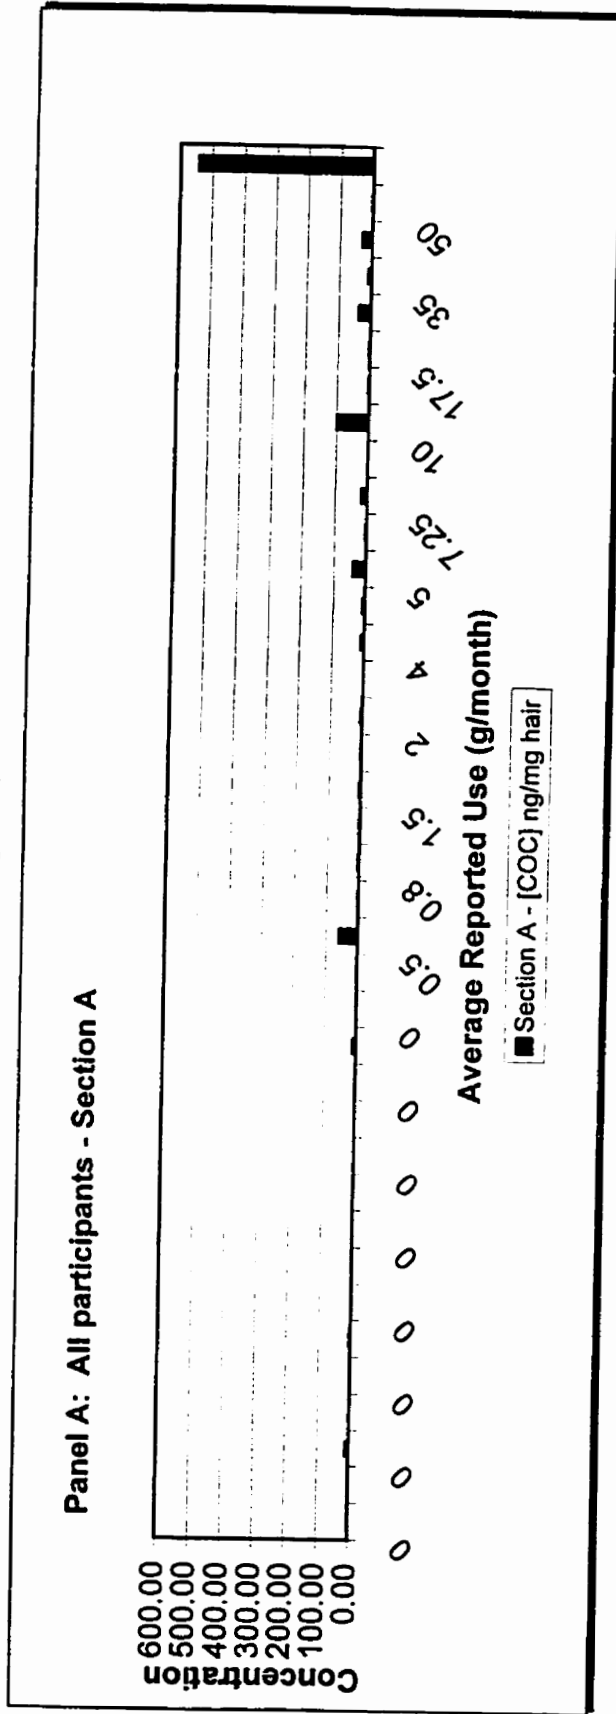 Panel A: All participants - Section A
Concentration
600.00
500.00
400.00
300.00
200.00
100.00
0.00
0 0 0 0 0 0 0 0 0.5 0.8 1.5 2 4 5 7.25 10 17.5 35 50
Average Reported Use (g/month)
Section A - [COC] ng/mg hair